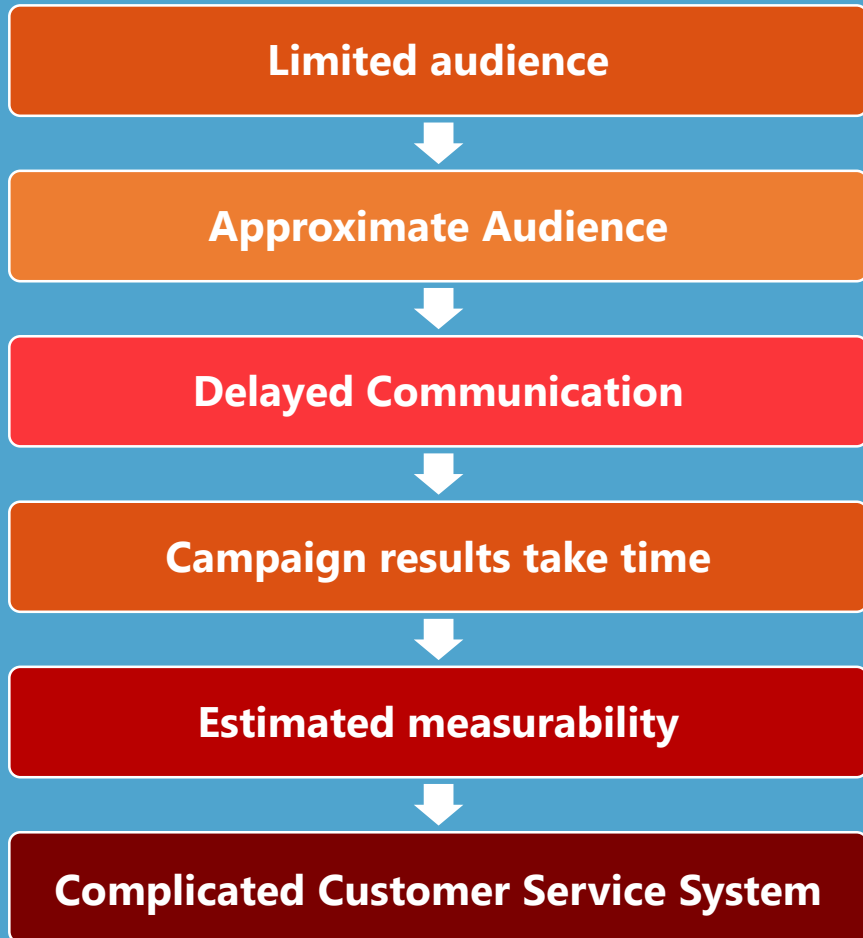 Limited audience
Approximate Audience
Delayed Communication
Campaign results take time
Estimated measurability
Complicated Customer Service System